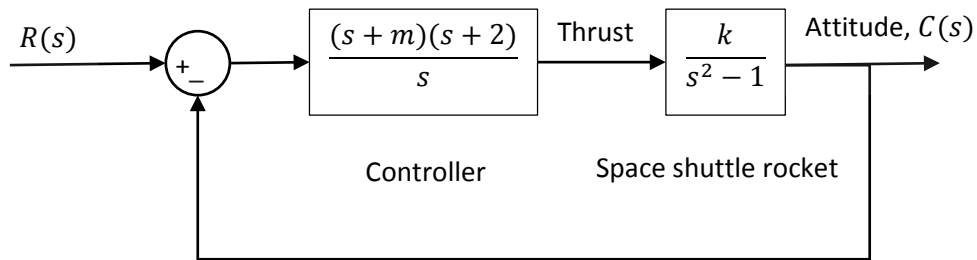 R(s)
+
−
(s + m)(s + 2)
s
Thrust
k
s² − 1
Attitude, C(s)
Controller
Space shuttle rocket